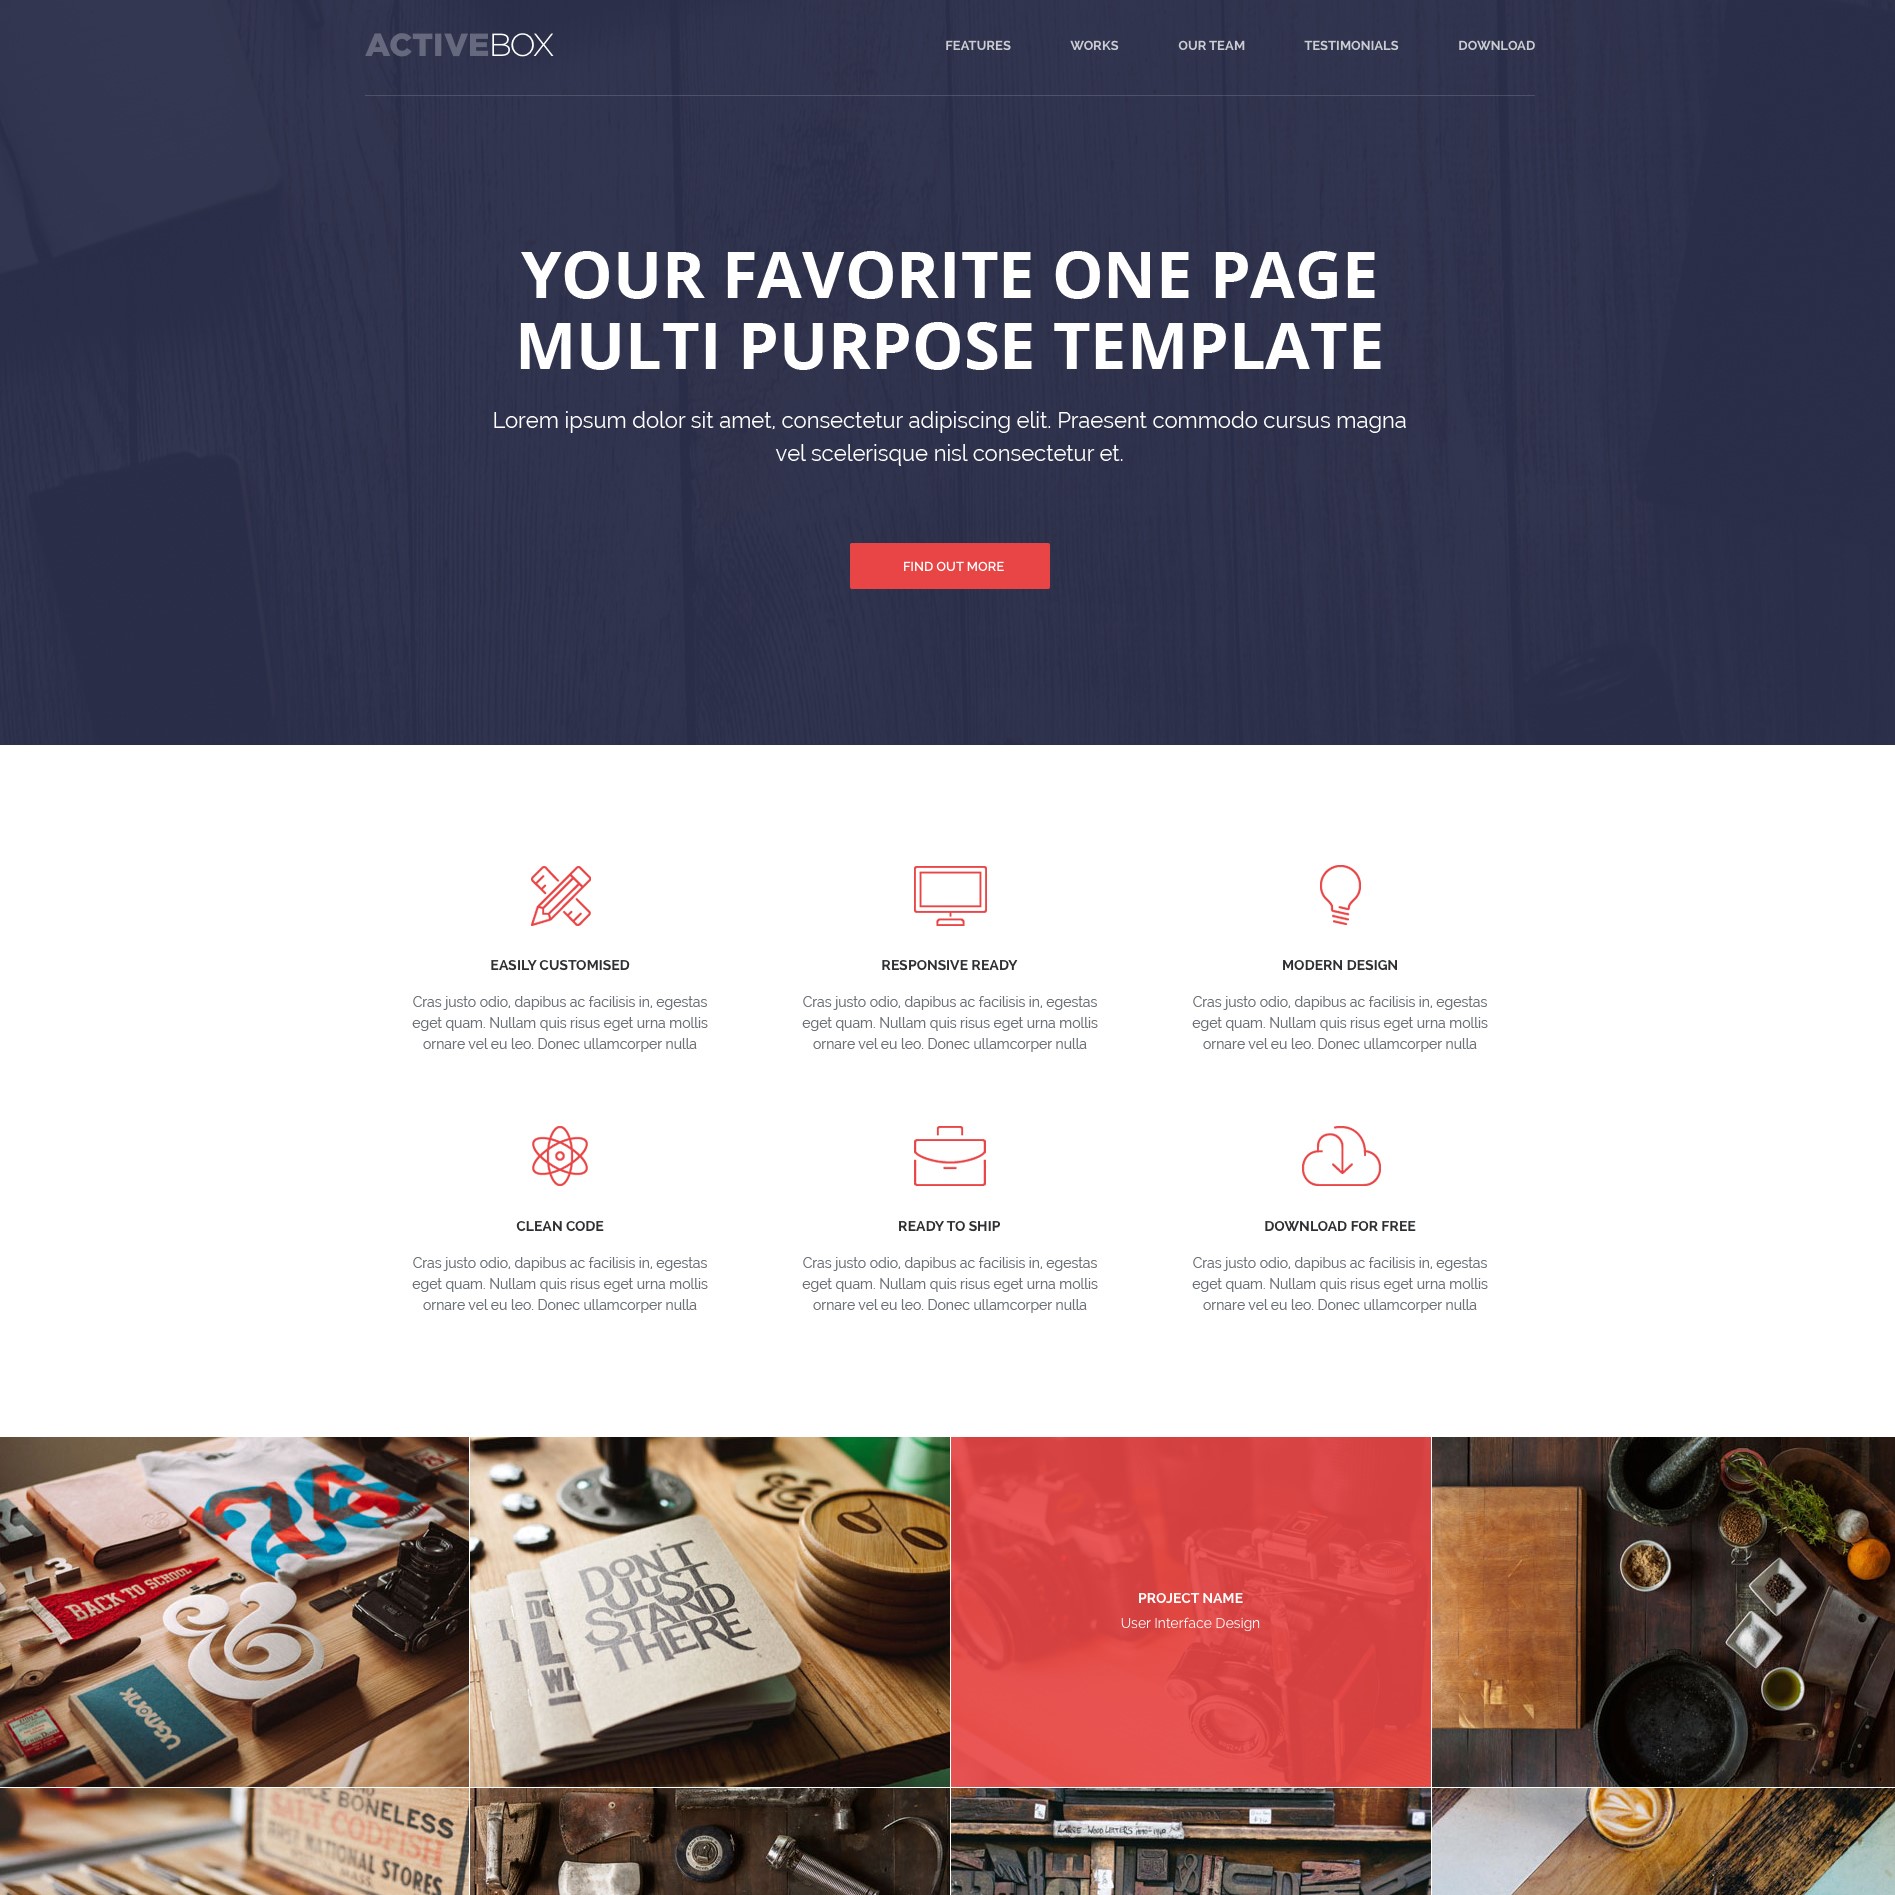 ACTIVEBOX
FEATURES WORKS OUR TEAM TESTIMONIALS DOWNLOAD
YOUR FAVORITE ONE PAGE
MULTI PURPOSE TEMPLATE
Lorem ipsum dolor sit amet, consectetur adipiscing elit. Praesent commodo cursus magna
vel scelerisque nisl consectetur et.
FIND OUT MORE
EASILY CUSTOMISED
Cras justo odio, dapibus ac facilisis in, egestas
eget quam. Nullam quis risus eget urna mollis
ornare vel eu leo. Donec ullamcorper nulla
RESPONSIVE READY
Cras justo odio, dapibus ac facilisis in, egestas
eget quam. Nullam quis risus eget urna mollis
ornare vel eu leo. Donec ullamcorper nulla
MODERN DESIGN
Cras justo odio, dapibus ac facilisis in, egestas
eget quam. Nullam quis risus eget urna mollis
ornare vel eu leo. Donec ullamcorper nulla
CLEAN CODE
Cras justo odio, dapibus ac facilisis in, egestas
eget quam. Nullam quis risus eget urna mollis
ornare vel eu leo. Donec ullamcorper nulla
READY TO SHIP
Cras justo odio, dapibus ac facilisis in, egestas
eget quam. Nullam quis risus eget urna mollis
ornare vel eu leo. Donec ullamcorper nulla
DOWNLOAD FOR FREE
Cras justo odio, dapibus ac facilisis in, egestas
eget quam. Nullam quis risus eget urna mollis
ornare vel eu leo. Donec ullamcorper nulla
BACK TO SCHOOL
DON'T
JUST
STAND
THERE
PROJECT NAME
User Interface Design
BONELESS
SALT CODFISH
NATIONAL STORES